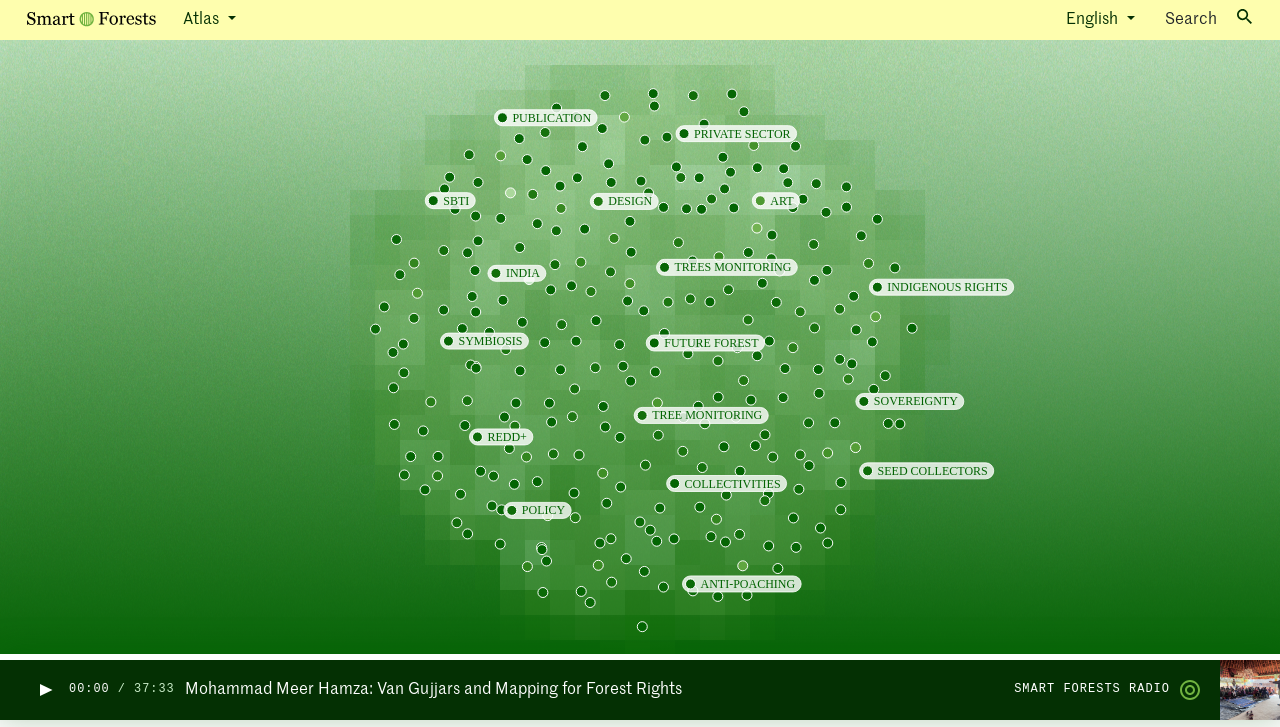 Smart Forests
Atlas
English
Search
PUBLICATION
PRIVATE SECTOR
SBTI
DESIGN
ART
TREES MONITORING
INDIA
INDIGENOUS RIGHTS
SYMBIOSIS
FUTURE FOREST
SOVEREIGNTY
TREE MONITORING
REDD+
SEED COLLECTORS
COLLECTIVITIES
POLICY
ANTI-POACHING
00:00 / 37:33 Mohammad Meer Hamza: Van Gujjars and Mapping for Forest Rights
SMART FORESTS RADIO